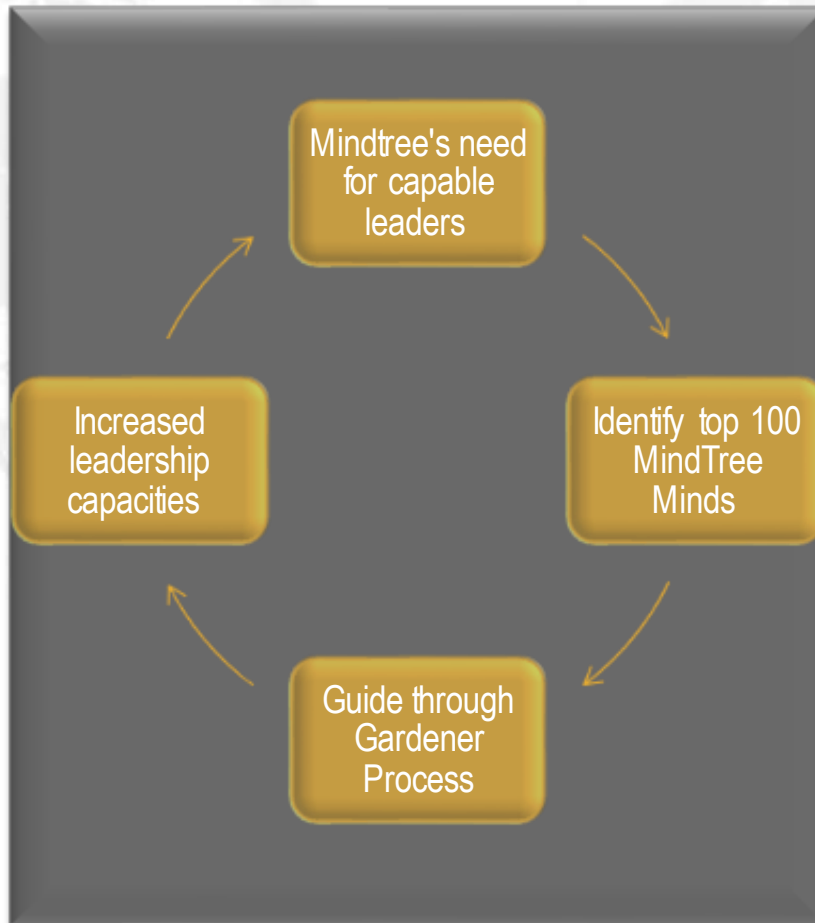 Mindtree's need
for capable
leaders
Identify top 100
MindTree
Minds
Guide through
Gardener
Process
Increased
leadership
capacities